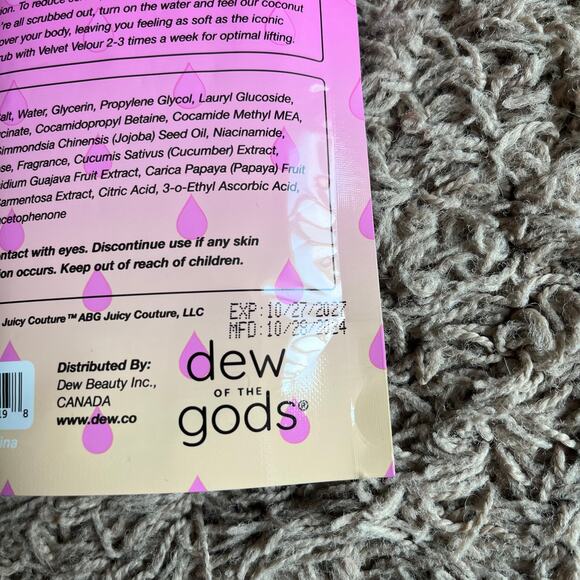 To reduce
turn on the water and feel our coconut
're all scrubbed out, leaving you feeling as soft as the iconic
over your body,
rub with Velvet Velour 2-3 times a week for optimal lifting.
alt, Water, Glycerin, Propylene Glycol, Lauryl Glucoside,
cinate, Cocamidopropyl Betaine, Cocamide Methyl MEA,
Simmondsia Chinensis (Jojoba) Seed Oil, Niacinamide,
se, Fragrance, Cucumis Sativus (Cucumber) Extract,
idium Guajava Fruit Extract, Carica Papaya (Papaya) Fruit
Sarmentosa Extract, Citric Acid, 3-o-Ethyl Ascorbic Acid,
cetophenone
ntact with eyes. Discontinue use if any skin
ion occurs. Keep out of reach of children.
Juicy Couture™ ABG Juicy Couture, LLC
EXP:10/27/2027
MFD:10/28/2024
Distributed By:
Dew Beauty Inc.,
CANADA
www.dew.co
dew
OF THE
gods®
19 8
ina